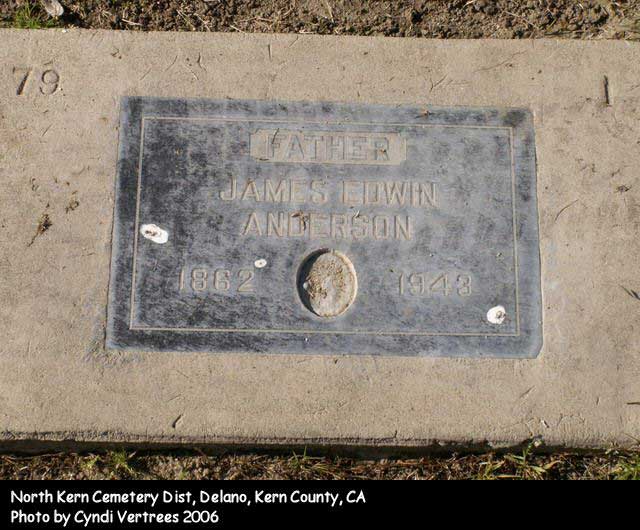 79 1
FATHER
JAMES EDWIN
ANDERSON
1862 1943
North Kern Cemetery Dist, Delano, Kern County, CA
Photo by Cyndi Vertrees 2006